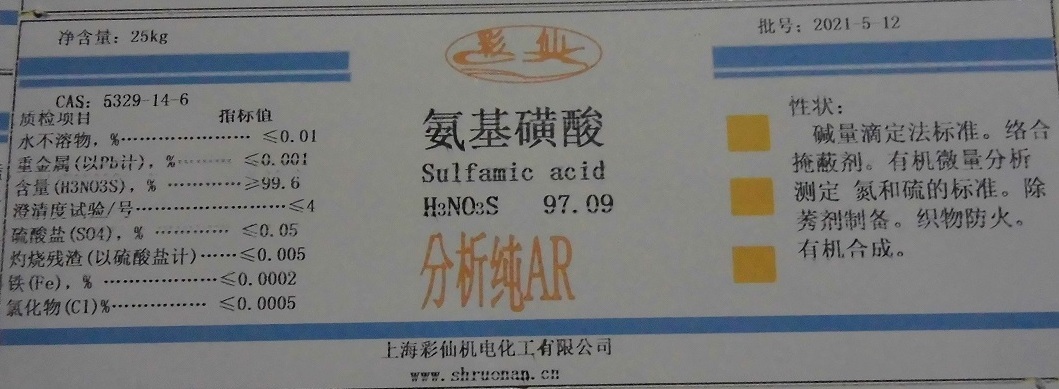 净含量：25kg
彩仙
批号：2021-5-12
CAS：5329-14-6
质检项目 指标值
水不溶物，%…………………… ≤0.01
重金属(以Pb计)，%……… ≤0.001
含量(H3NO3S)，% …………≥99.6
澄清度试验/号……………………≤4
硫酸盐(SO4)，% ………… ≤0.05
灼烧残渣(以硫酸盐计)……≤0.005
铁(Fe)，% ………………≤0.0002
氯化物(Cl)%…………… ≤0.0005
氨基磺酸
Sulfamic acid
H3NO3S 97.09
分析纯AR
性状：
碱量滴定法标准。络合
掩蔽剂。有机微量分析
测定 氮和硫的标准。除
莠剂制备。织物防火。
有机合成。
上海彩仙机电化工有限公司
www.shruonan.cn